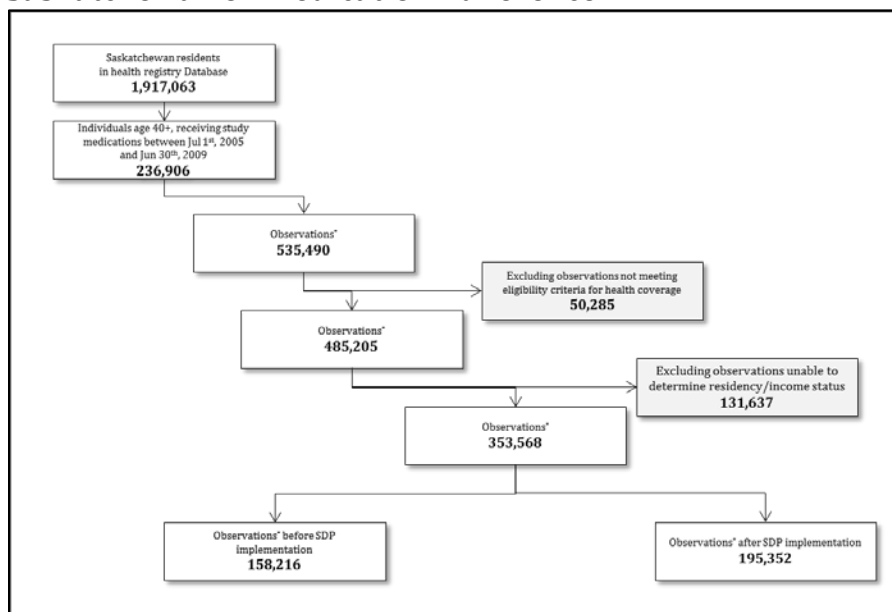 Saskatchewan residents
in health registry Database
1,917,063
Individuals age 40+, receiving study
medications between Jul 1st, 2005
and Jun 30th, 2009
236,906
Observations*
535,490
Excluding observations not meeting
eligibility criteria for health coverage
50,285
Observations*
485,205
Excluding observations unable to
determine residency/income status
131,637
Observations*
353,568
Observations* before SDP
implementation
158,216
Observations* after SDP implementation
195,352